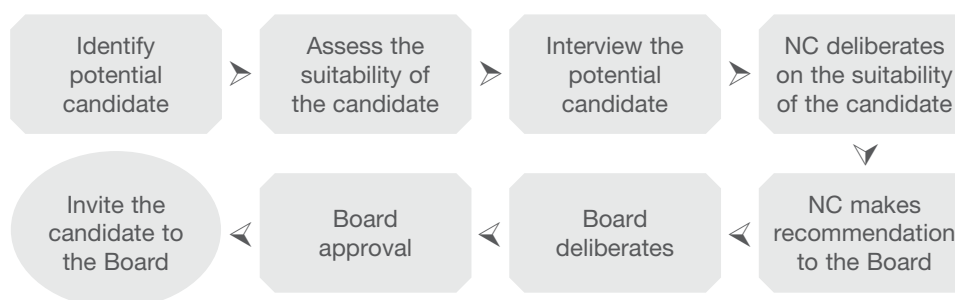 Identify
potential
candidate
Assess the
suitability of
the candidate
Interview the
potential
candidate
NC deliberates
on the suitability
of the candidate
NC makes
recommendation
to the Board
Board
deliberates
Board
approval
Invite the
candidate to
the Board